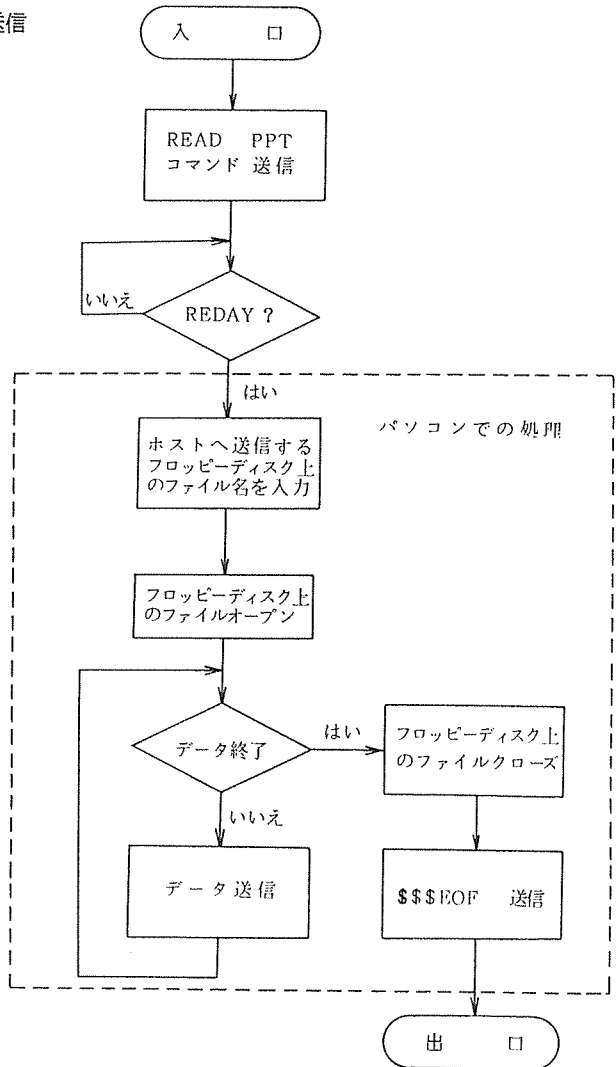 送信
入 口
READ PPT
コマンド 送信
いいえ
REDAY ?
はい
パソコンでの処理
ホストへ送信する
フロッピーディスク上
のファイル名を入力
フロッピーディスク上
のファイルオープン
データ終了
はい
フロッピーディスク上
のファイルクローズ
いいえ
データ送信
$$$EOF 送信
出 口